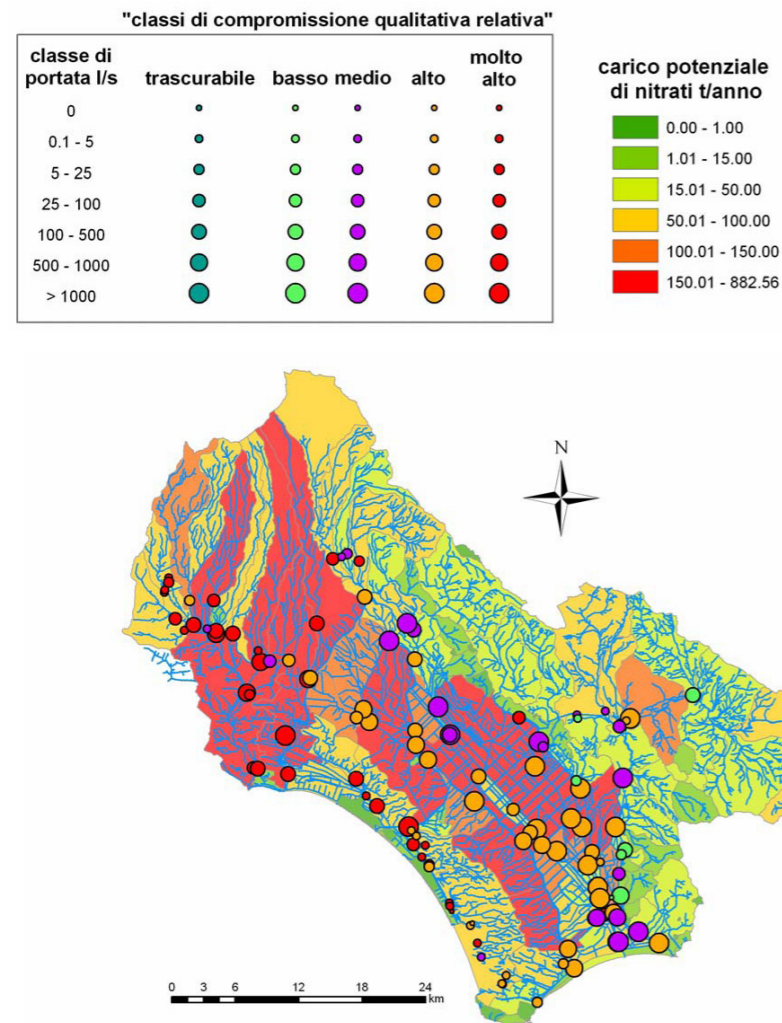 "classi di compromissione qualitativa relativa"
classe di
portata l/s
trascurabile basso medio alto molto
alto
0
0.1 - 5
5 - 25
25 - 100
100 - 500
500 - 1000
> 1000
carico potenziale
di nitrati t/anno
0.00 - 1.00
1.01 - 15.00
15.01 - 50.00
50.01 - 100.00
100.01 - 150.00
150.01 - 882.56
N
0 3 6 12 18 24
km